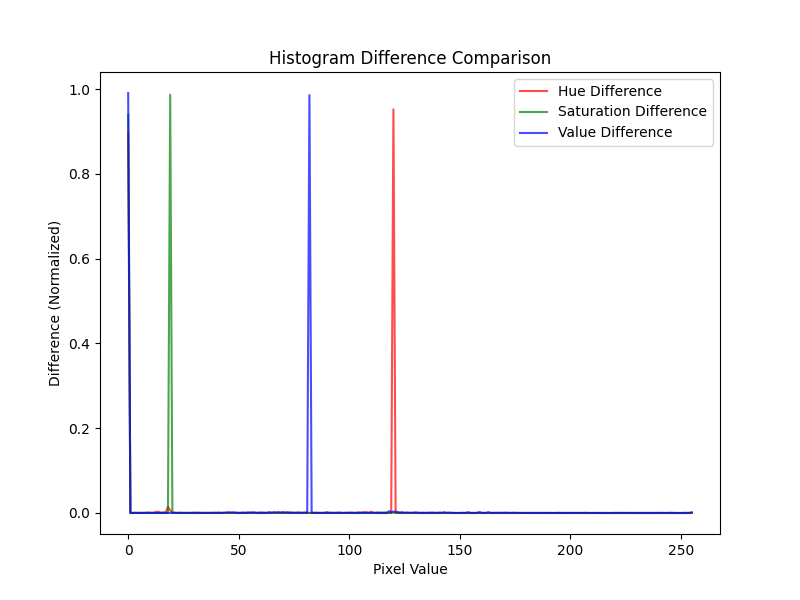 Histogram Difference Comparison
Hue Difference
Saturation Difference
Value Difference
1.0
0.8
0.6
0.4
0.2
0.0
Difference (Normalized)
0 50 100 150 200 250
Pixel Value